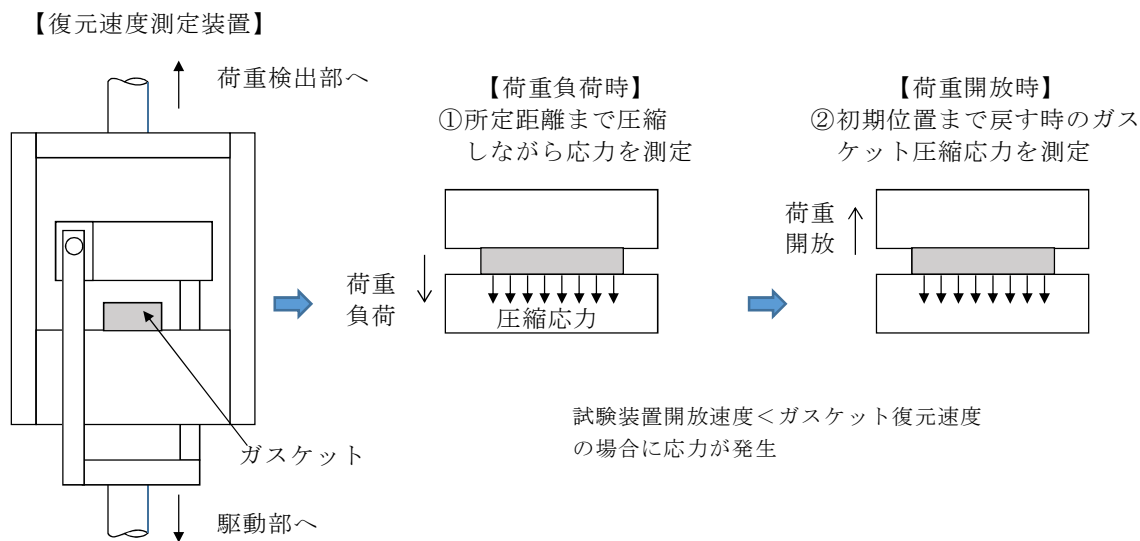 【復元速度測定装置】
荷重検出部へ
ガスケット
駆動部へ
【荷重負荷時】
①所定距離まで圧縮
しながら応力を測定
荷重
負荷
圧縮応力
【荷重開放時】
②初期位置まで戻す時のガス
ケット圧縮応力を測定
荷重
開放
試験装置開放速度＜ガスケット復元速度
の場合に応力が発生